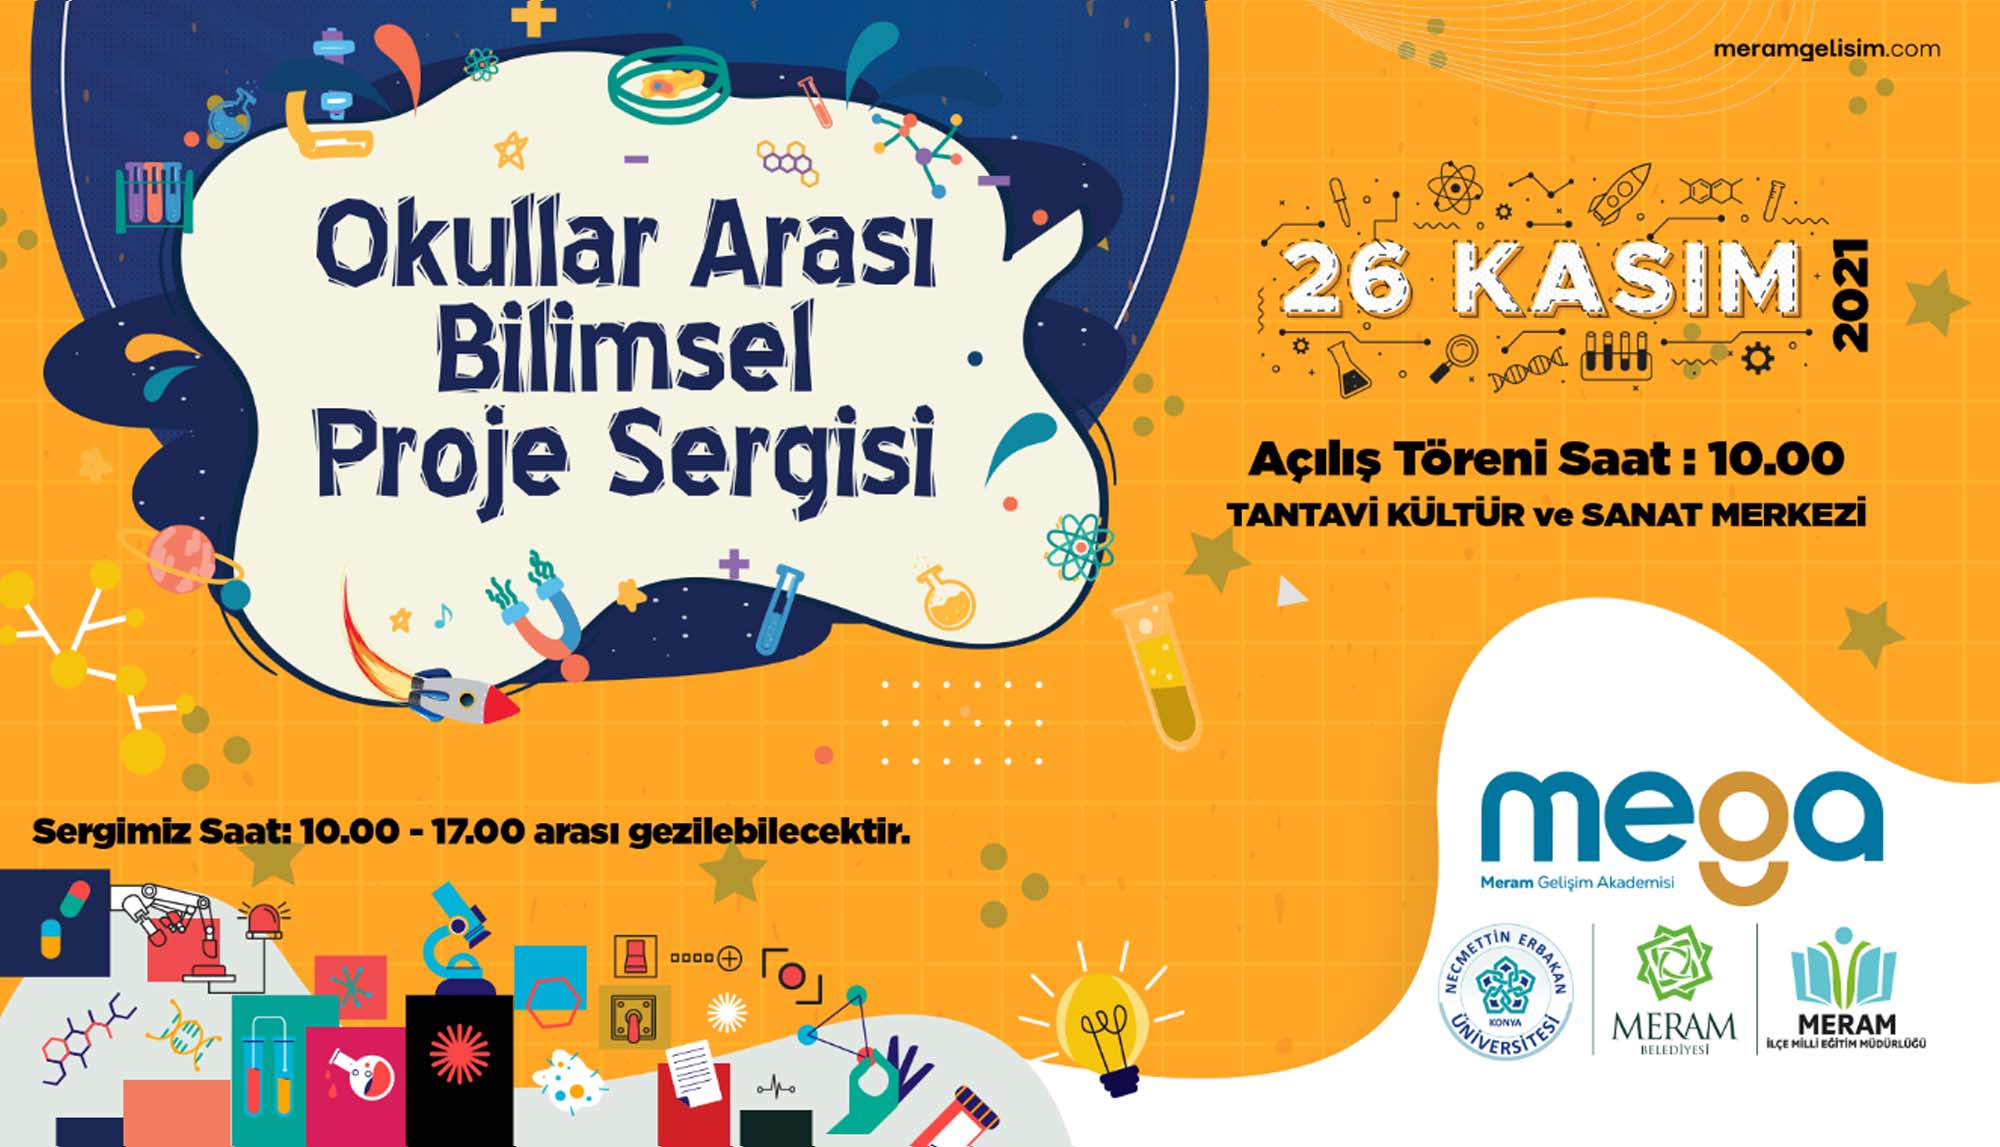 meramgelisim.com
Okullar Arası
Bilimsel
Proje Sergisi
26 KASIM
2021
Açılış Töreni Saat : 10.00
TANTAVİ KÜLTÜR ve SANAT MERKEZİ
Sergimiz Saat: 10.00 - 17.00 arası gezilebilecektir.
mega
Meram Gelişim Akademisi
NECMETTİN ERBAKAN
KONYA
ÜNİVERSİTESİ
MERAM
BELEDİYESİ
MERAM
İLÇE MİLLİ EĞİTİM MÜDÜRLÜĞÜ